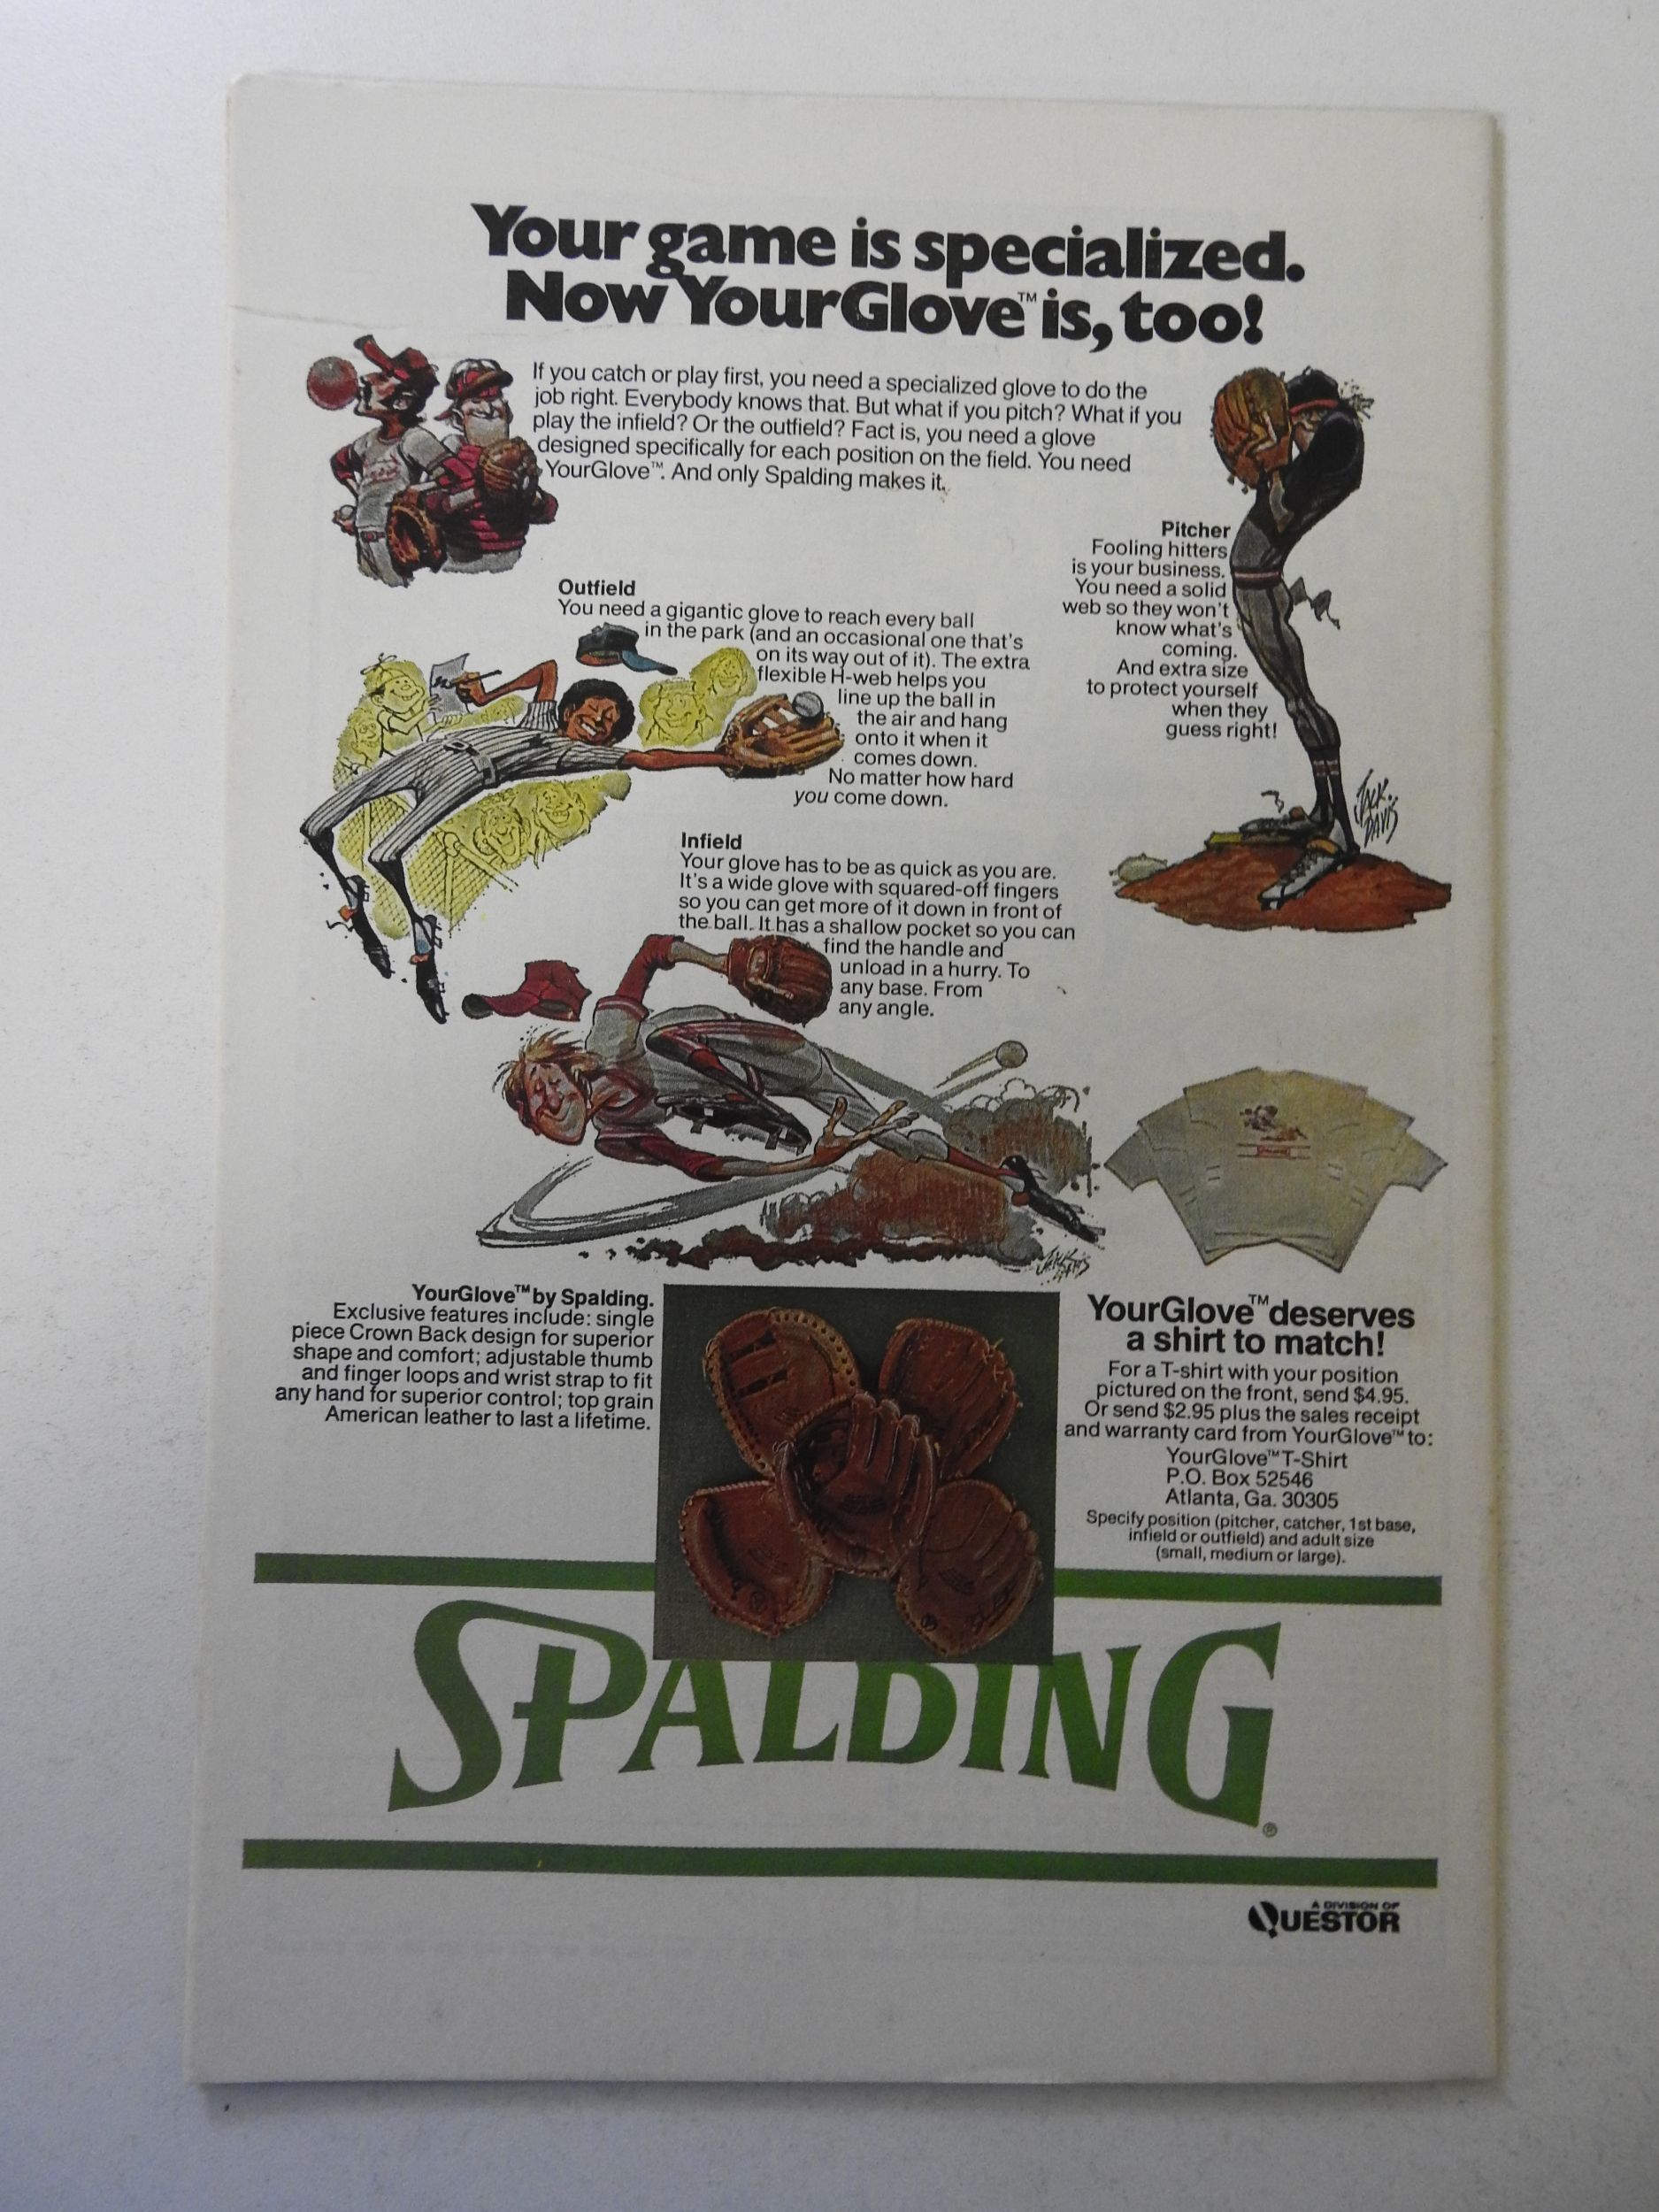 Your game is specialized.
Now YourGlove™ is, too!
If you catch or play first, you need a specialized glove to do the
job right. Everybody knows that. But what if you pitch? What if you
play the infield? Or the outfield? Fact is, you need a glove
designed specifically for each position on the field. You need
YourGlove™. And only Spalding makes it.
Pitcher
Fooling hitters
is your business.
You need a solid
web so they won't
know what's
coming.
And extra size
to protect yourself
when they
guess right!
JACK DAVIS
Outfield
You need a gigantic glove to reach every ball
in the park (and an occasional one that's
on its way out of it). The extra
flexible H-web helps you
line up the ball in
the air and hang
onto it when it
comes down.
No matter how hard
you come down.
Infield
Your glove has to be as quick as you are.
It's a wide glove with squared-off fingers
so you can get more of it down in front of
the ball. It has a shallow pocket so you can
find the handle and
unload in a hurry. To
any base. From
any angle.
JACK DAVIS
YourGlove™ by Spalding.
Exclusive features include: single
piece Crown Back design for superior
shape and comfort; adjustable thumb
and finger loops and wrist strap to fit
any hand for superior control; top grain
American leather to last a lifetime.
YourGlove™ deserves
a shirt to match!
For a T-shirt with your position
pictured on the front, send $4.95.
Or send $2.95 plus the sales receipt
and warranty card from YourGlove™ to:
YourGlove™ T-Shirt
P.O. Box 52546
Atlanta, Ga. 30305
Specify position (pitcher, catcher, 1st base,
infield or outfield) and adult size
(small, medium or large).
SPALDING®
A DIVISION OF
QUESTOR